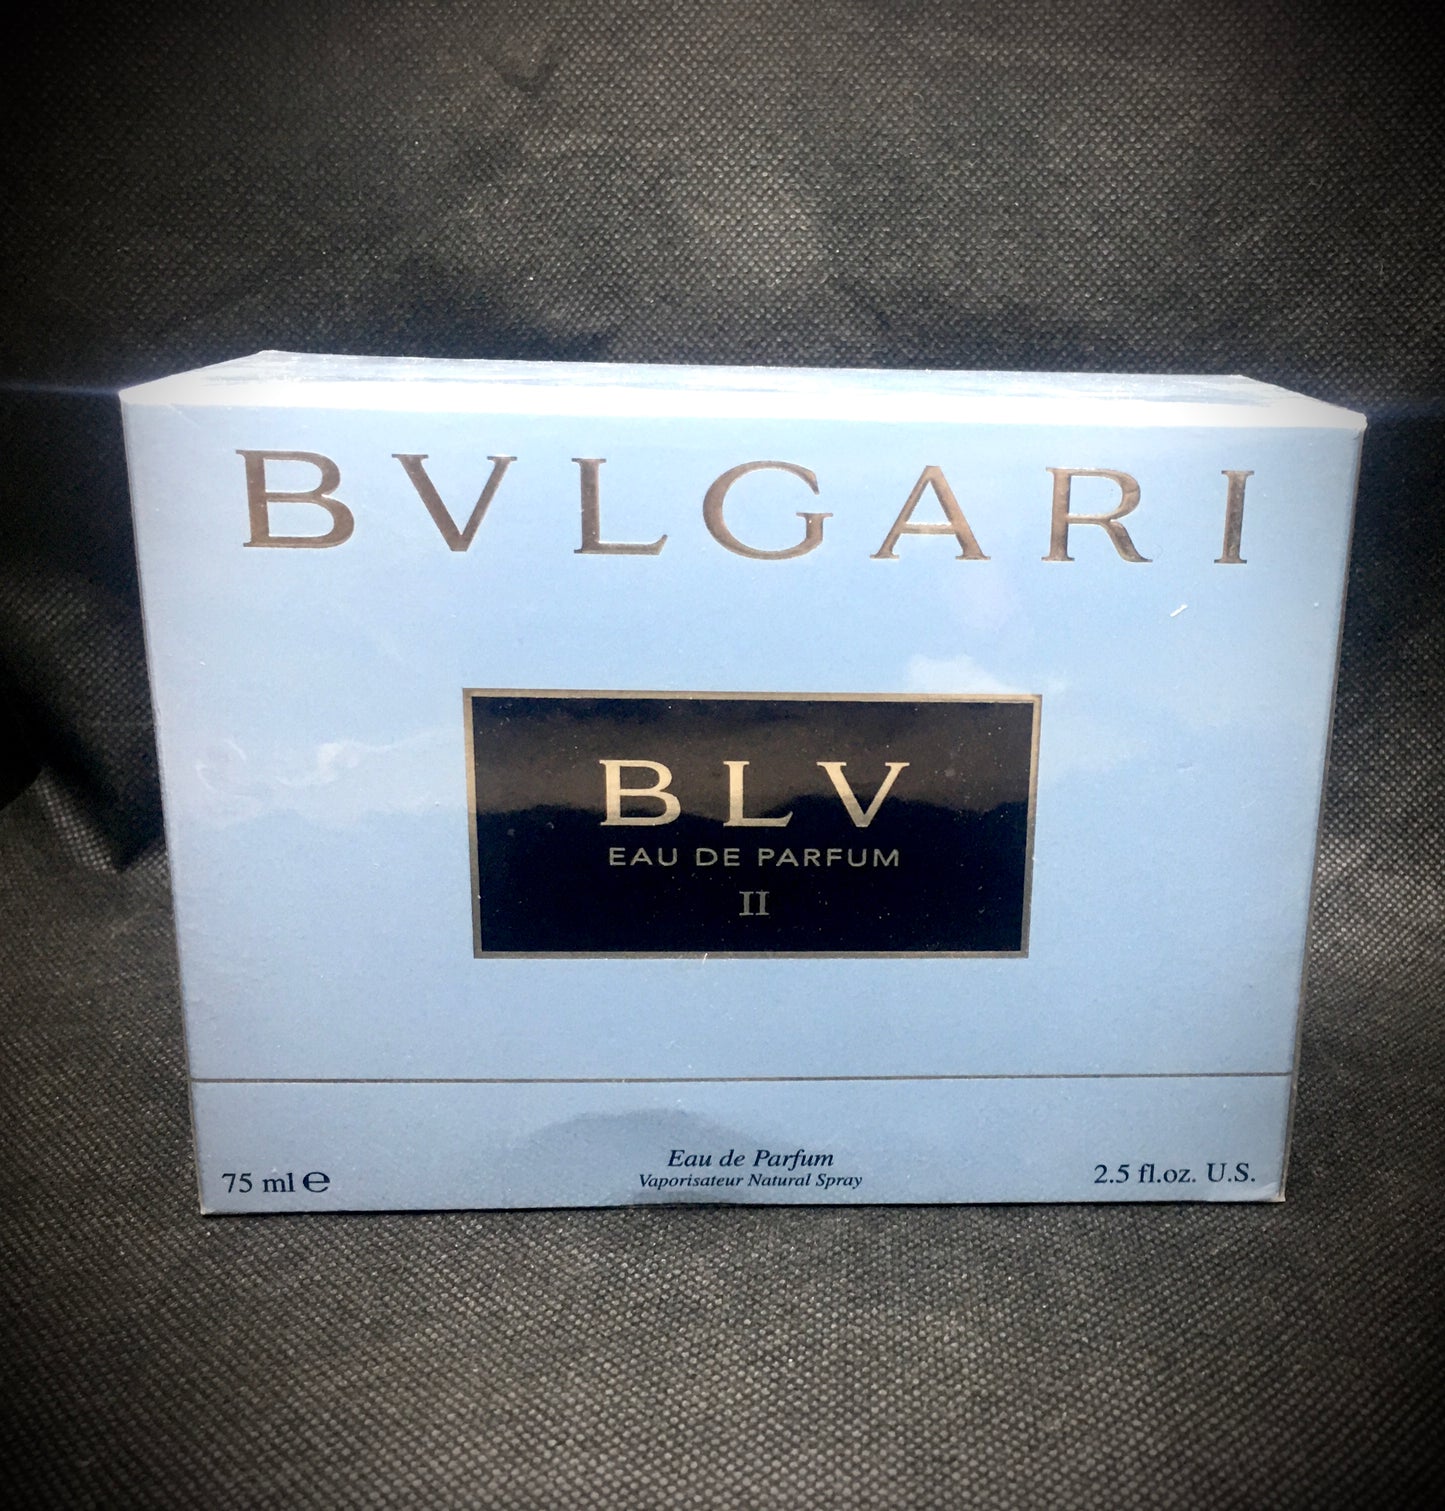 BVLGARI
BLV
EAU DE PARFUM
II
Eau de Parfum
Vaporisateur Natural Spray
75 ml ℮
2.5 fl.oz. U.S.